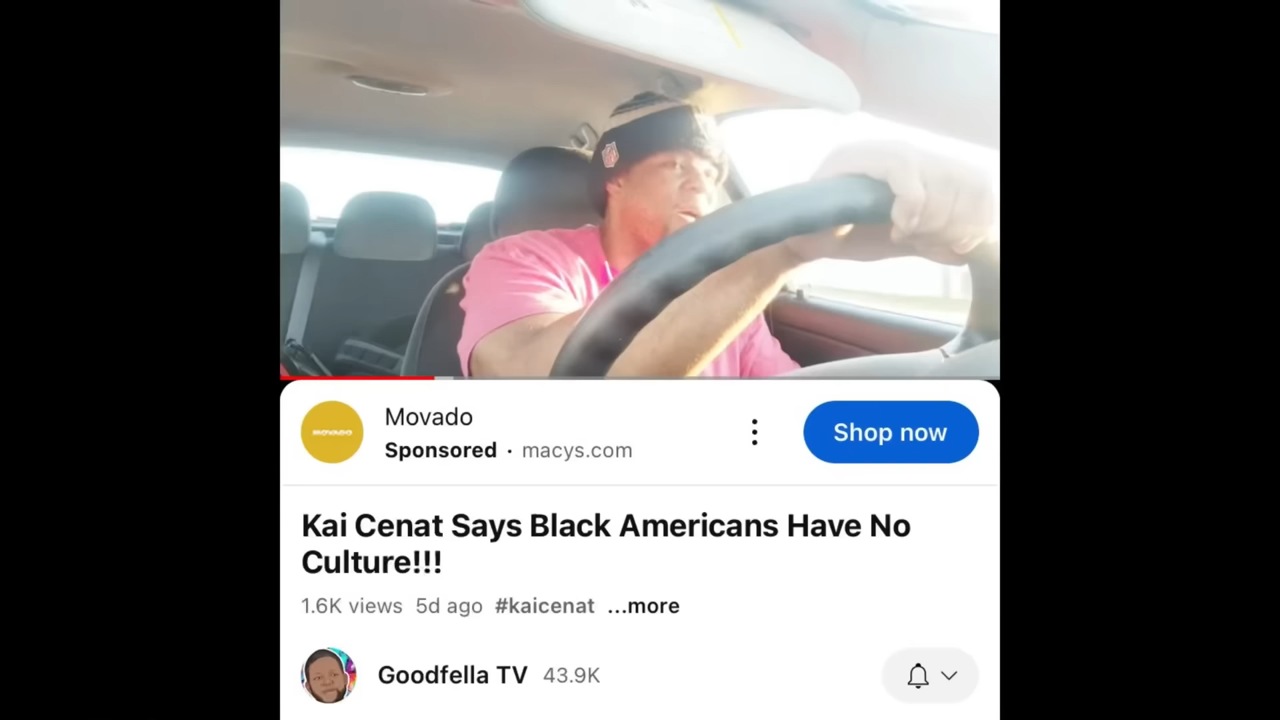 Movado
MOVADO
Sponsored · macys.com
Shop now
Kai Cenat Says Black Americans Have No
Culture!!!
1.6K views 5d ago #kaicenat ...more
Goodfella TV 43.9K